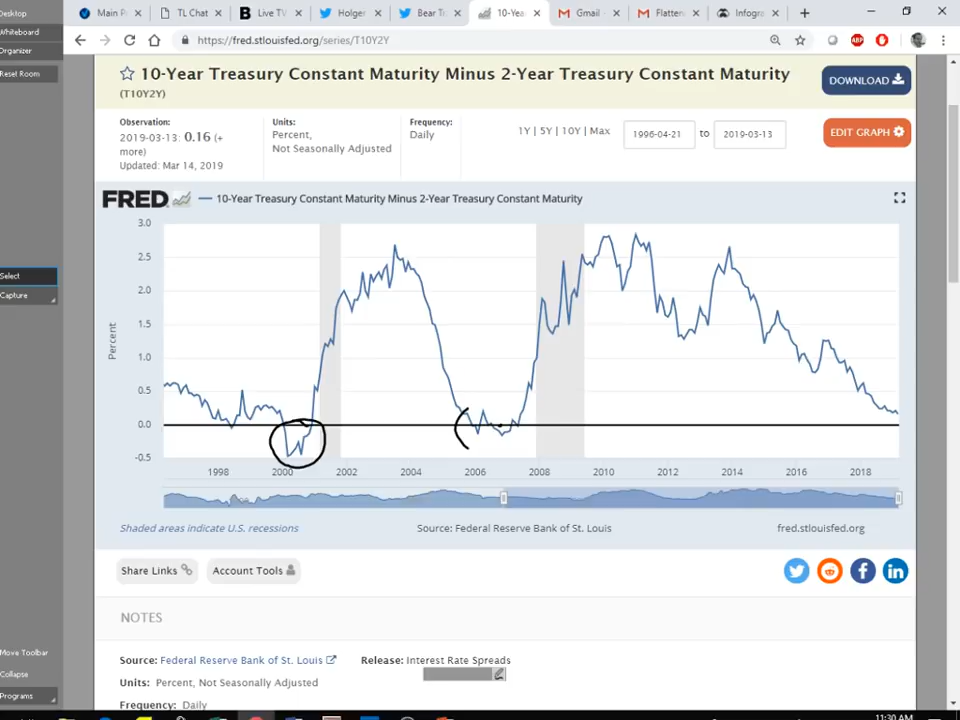 Desktop
Whiteboard
Organizer
Reset Room
Select
Capture
Move Toolbar
Collapse
Programs
Main P
TL Chat
Live TV
Holger
Bear Tr
10-Yea
Gmail -
Flatten
Infogra
https://fred.stlouisfed.org/series/T10Y2Y
ABP
10-Year Treasury Constant Maturity Minus 2-Year Treasury Constant Maturity
(T10Y2Y)
DOWNLOAD
Observation:
2019-03-13: 0.16 (+
more)
Updated: Mar 14, 2019
Units:
Percent,
Not Seasonally Adjusted
Frequency:
Daily
1Y | 5Y | 10Y | Max
1996-04-21 to 2019-03-13
EDIT GRAPH
FRED
10-Year Treasury Constant Maturity Minus 2-Year Treasury Constant Maturity
3.0
2.5
2.0
1.5
1.0
0.5
0.0
-0.5
Percent
1998 2000 2002 2004 2006 2008 2010 2012 2014 2016 2018
Shaded areas indicate U.S. recessions
Source: Federal Reserve Bank of St. Louis
fred.stlouisfed.org
Share Links
Account Tools
NOTES
Source: Federal Reserve Bank of St. Louis
Release: Interest Rate Spreads
Units: Percent, Not Seasonally Adjusted
Frequency: Daily
11:30 AM